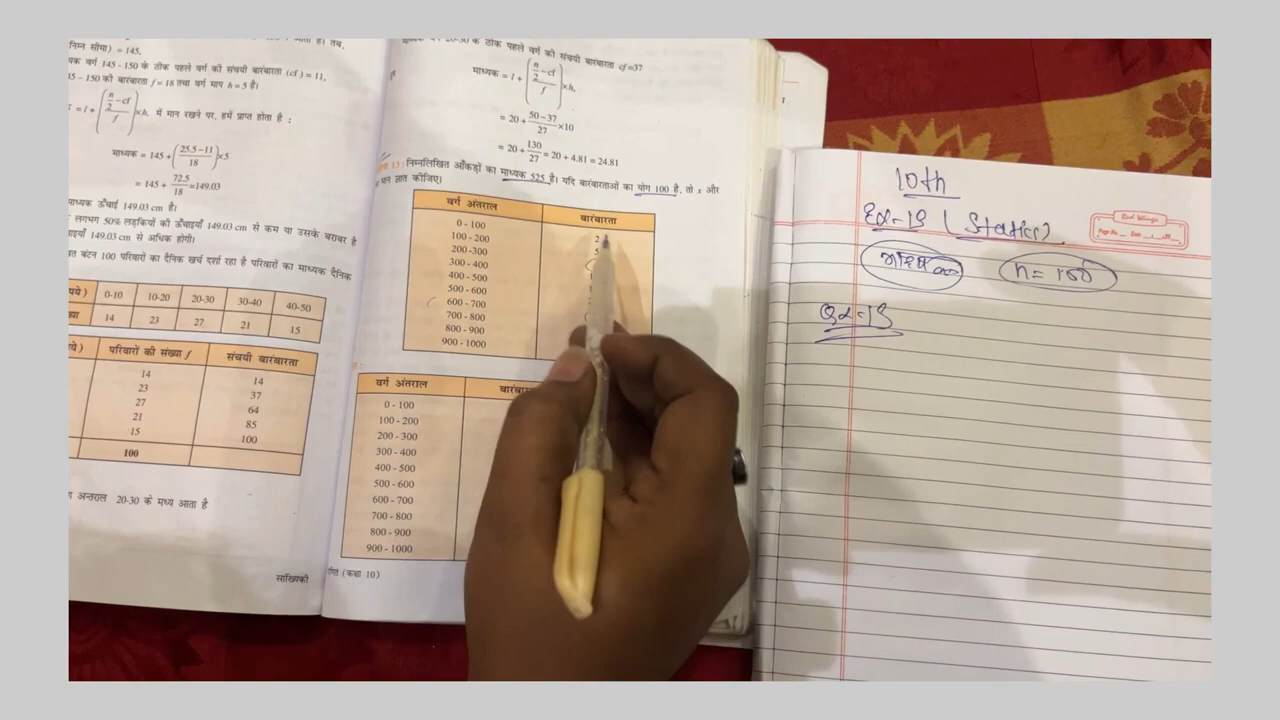 निम्न सीमा) = 145,
वर्ग 145 - 150 के ठीक पहले वर्ग की संचयी बारंबारता (cf) = 11,
150 की बारंबारता f = 18 तथा वर्ग माप h = 5 है।
= l + ( (n/2 - cf) / f ) × h, में मान रखने पर, हमें प्राप्त होता है :
माध्यक = 145 + ( (25.5 - 11) / 18 ) × 5
= 145 + 72.5 / 18 = 149.03
ऊँचाई 149.03 cm है।
लगभग 50% लड़कियों की ऊँचाइयाँ 149.03 cm से कम या उसके बराबर है
149.03 cm से अधिक होगी।
बंटन 100 परिवारों का दैनिक खर्च दर्शा रहा है परिवारों का माध्यक दैनिक
0-10 10-20 20-30 30-40 40-50
14 23 27 21 15
परिवारों की संख्या f संचयी बारंबारता
14 14
23 37
27 64
21 85
15 100
100
अन्तराल 20-30 के मध्य आता है
सांख्यिकी
20-30 के ठीक पहले वर्ग की संचयी बारंबारता cf = 37
माध्यक = l + ( (n/2 - cf) / f ) × h,
= 20 + (50 - 37) / 27 × 10
= 20 + 130 / 27 = 20 + 4.81 = 24.81
13 : निम्नलिखित आँकड़ों का माध्यक 525 है। यदि बारंबारताओं का योग 100 है, तो x और
मान ज्ञात कीजिए।
वर्ग अंतराल बारंबारता
0 - 100
100 - 200
200-300
300 - 400
400 - 500
500 - 600
600 - 700
700 - 800
800 - 900
900 - 1000
वर्ग अंतराल
0 - 100
100 - 200
200 - 300
300 - 400
400 - 500
500 - 600
600 - 700
700 - 800
800 - 900
900 - 1000
(कक्षा 10)
10th
n = 100